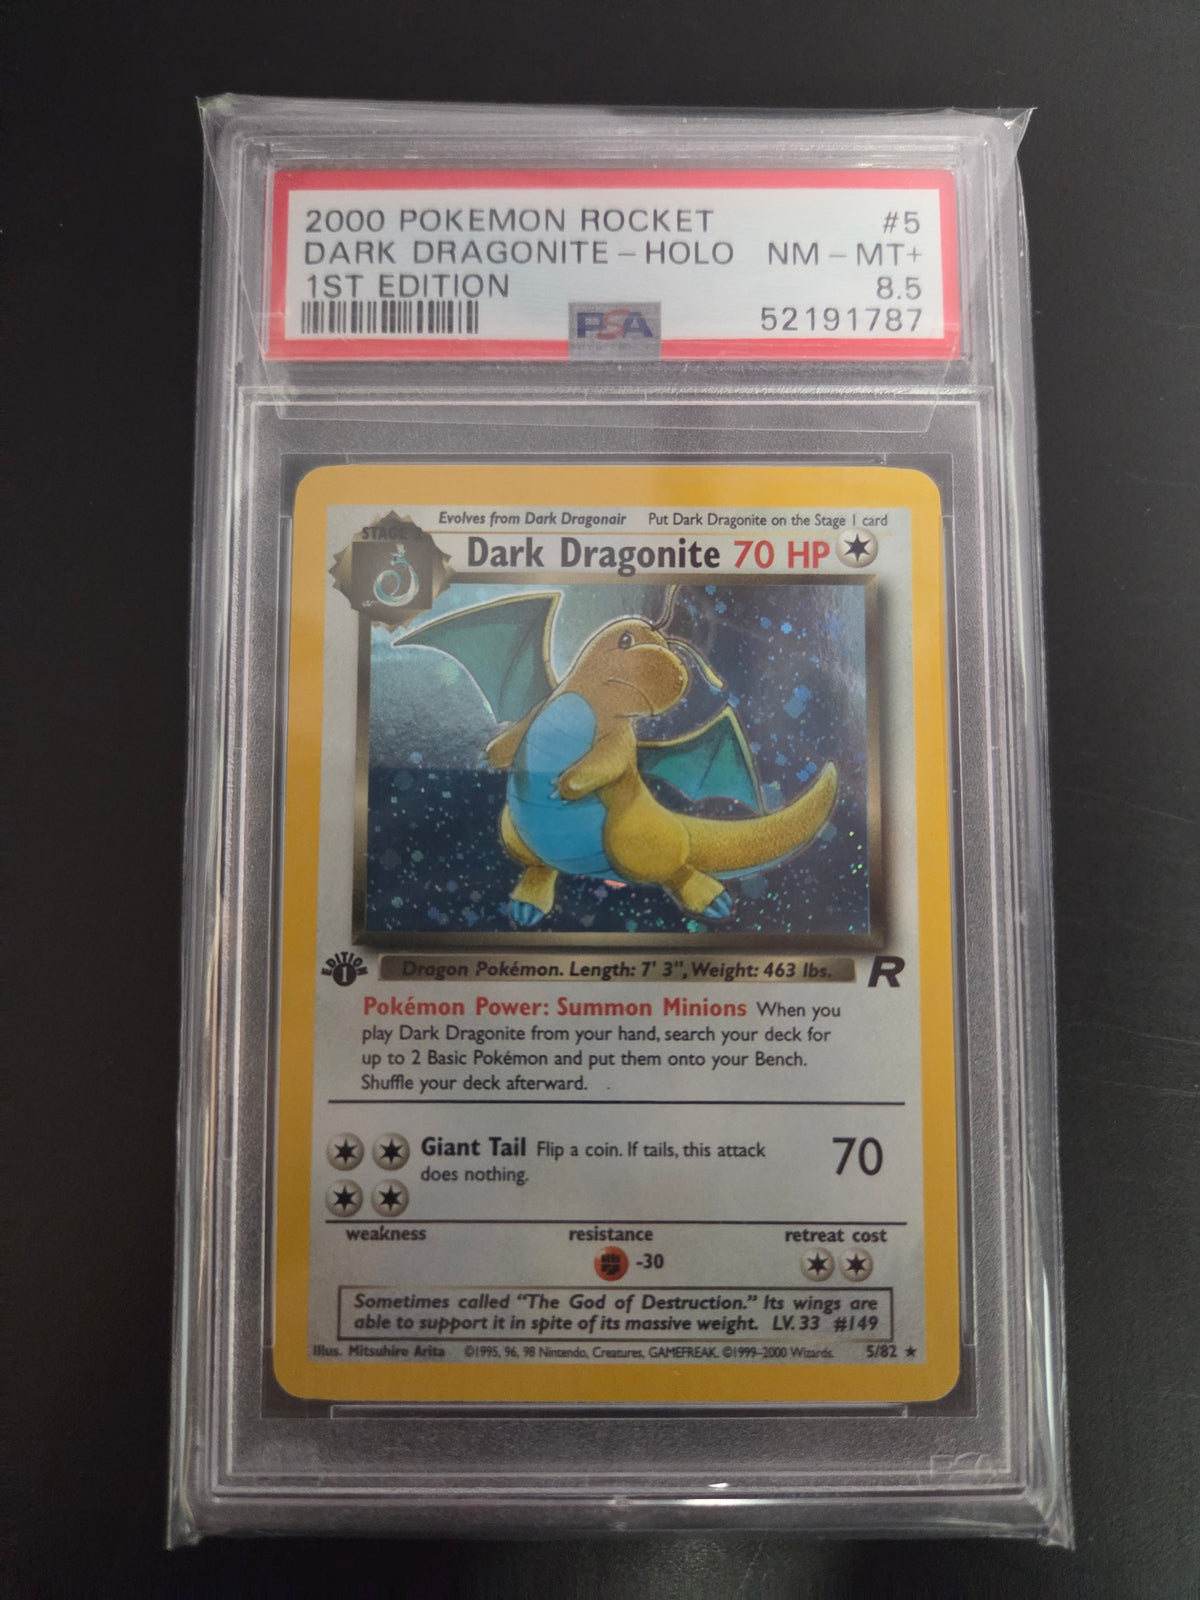 2000 POKEMON ROCKET #5
DARK DRAGONITE - HOLO NM - MT+
1ST EDITION 8.5
PSA 52191787
Evolves from Dark Dragonair Put Dark Dragonite on the Stage 1 card
STAGE 2
Dark Dragonite 70 HP
EDITION
1
Dragon Pokémon. Length: 7' 3", Weight: 463 lbs. R
Pokémon Power: Summon Minions When you
play Dark Dragonite from your hand, search your deck for
up to 2 Basic Pokémon and put them onto your Bench.
Shuffle your deck afterward.
Giant Tail Flip a coin. If tails, this attack 70
does nothing.
weakness resistance retreat cost
-30
Sometimes called “The God of Destruction.” Its wings are
able to support it in spite of its massive weight. LV. 33 #149
Illus. Mitsuhiro Arita ©1995, 96, 98 Nintendo, Creatures, GAMEFREAK. ©1999-2000 Wizards. 5/82 ★
PSA